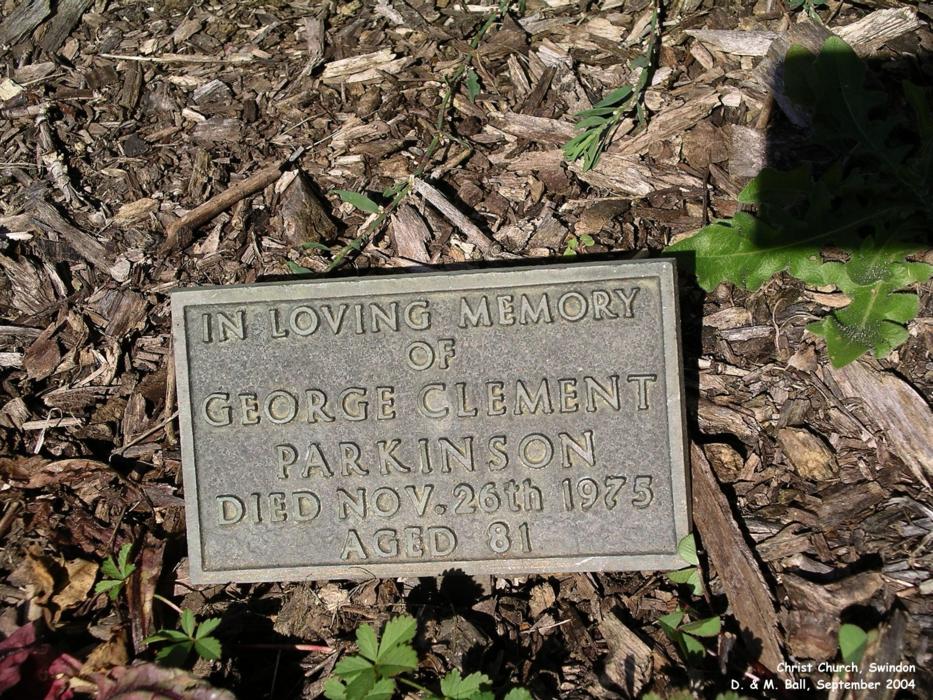 IN LOVING MEMORY
OF
GEORGE CLEMENT
PARKINSON
DIED NOV. 26th 1975
AGED 81
Christ Church, Swindon
D. & M. Ball, September 2004